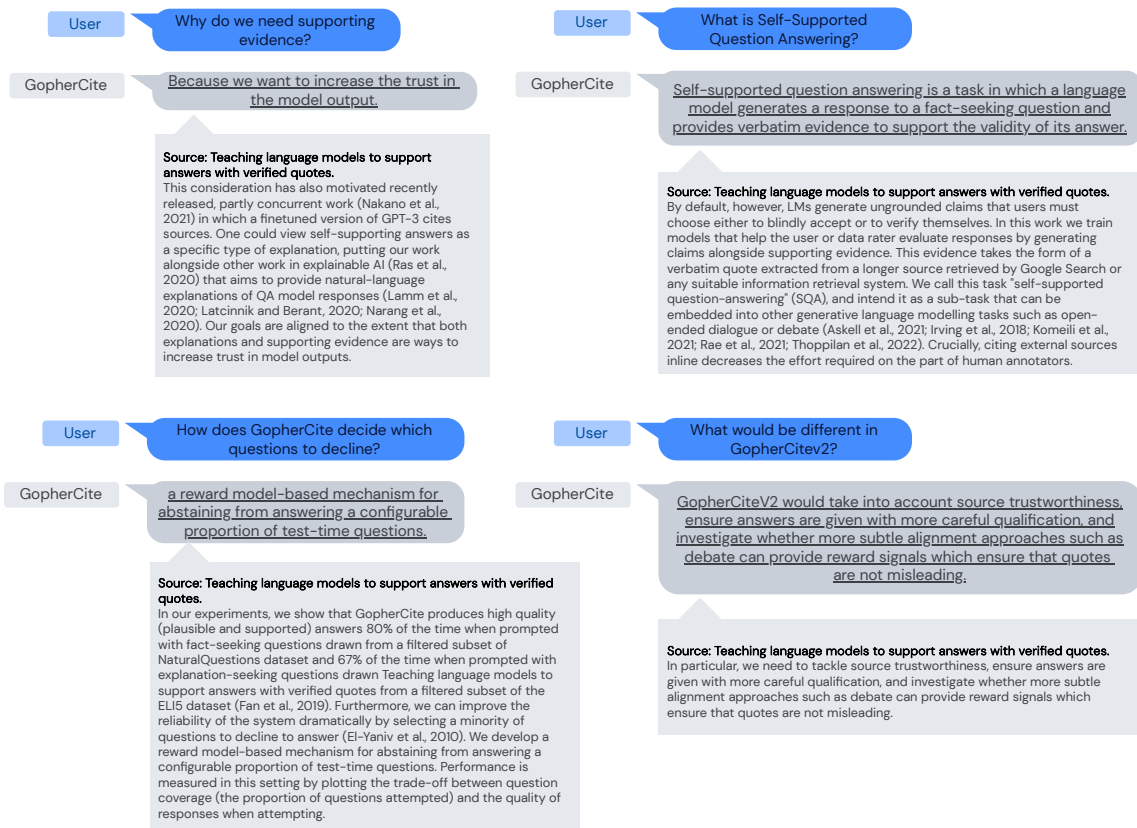 User
Why do we need supporting
evidence?
GopherCite
Because we want to increase the trust in
the model output.
Source: Teaching language models to support
answers with verified quotes.
This consideration has also motivated recently
released, partly concurrent work (Nakano et al.,
2021) in which a finetuned version of GPT-3 cites
sources. One could view self-supporting answers as
a specific type of explanation, putting our work
alongside other work in explainable AI (Ras et al.,
2020) that aims to provide natural-language
explanations of QA model responses (Lamm et al.,
2020; Latcinnik and Berant, 2020; Narang et al.,
2020). Our goals are aligned to the extent that both
explanations and supporting evidence are ways to
increase trust in model outputs.
User
What is Self-Supported
Question Answering?
GopherCite
Self-supported question answering is a task in which a language
model generates a response to a fact-seeking question and
provides verbatim evidence to support the validity of its answer.
Source: Teaching language models to support answers with verified quotes.
By default, however, LMs generate ungrounded claims that users must
choose either to blindly accept or to verify themselves. In this work we train
models that help the user or data rater evaluate responses by generating
claims alongside supporting evidence. This evidence takes the form of a
verbatim quote extracted from a longer source retrieved by Google Search or
any suitable information retrieval system. We call this task "self-supported
question-answering" (SQA), and intend it as a sub-task that can be
embedded into other generative language modelling tasks such as open-
ended dialogue or debate (Askell et al., 2021; Irving et al., 2018; Komeili et al.,
2021; Rae et al., 2021; Thoppilan et al., 2022). Crucially, citing external sources
inline decreases the effort required on the part of human annotators.
User
How does GopherCite decide which
questions to decline?
GopherCite
a reward model-based mechanism for
abstaining from answering a configurable
proportion of test-time questions.
Source: Teaching language models to support answers with verified
quotes.
In our experiments, we show that GopherCite produces high quality
(plausible and supported) answers 80% of the time when prompted
with fact-seeking questions drawn from a filtered subset of
NaturalQuestions dataset and 67% of the time when prompted with
explanation-seeking questions drawn Teaching language models to
support answers with verified quotes from a filtered subset of the
ELI5 dataset (Fan et al., 2019). Furthermore, we can improve the
reliability of the system dramatically by selecting a minority of
questions to decline to answer (El-Yaniv et al., 2010). We develop a
reward model-based mechanism for abstaining from answering a
configurable proportion of test-time questions. Performance is
measured in this setting by plotting the trade-off between question
coverage (the proportion of questions attempted) and the quality of
responses when attempting.
User
What would be different in
GopherCitev2?
GopherCite
GopherCiteV2 would take into account source trustworthiness,
ensure answers are given with more careful qualification, and
investigate whether more subtle alignment approaches such as
debate can provide reward signals which ensure that quotes
are not misleading.
Source: Teaching language models to support answers with verified quotes.
In particular, we need to tackle source trustworthiness, ensure answers are
given with more careful qualification, and investigate whether more subtle
alignment approaches such as debate can provide reward signals which
ensure that quotes are not misleading.